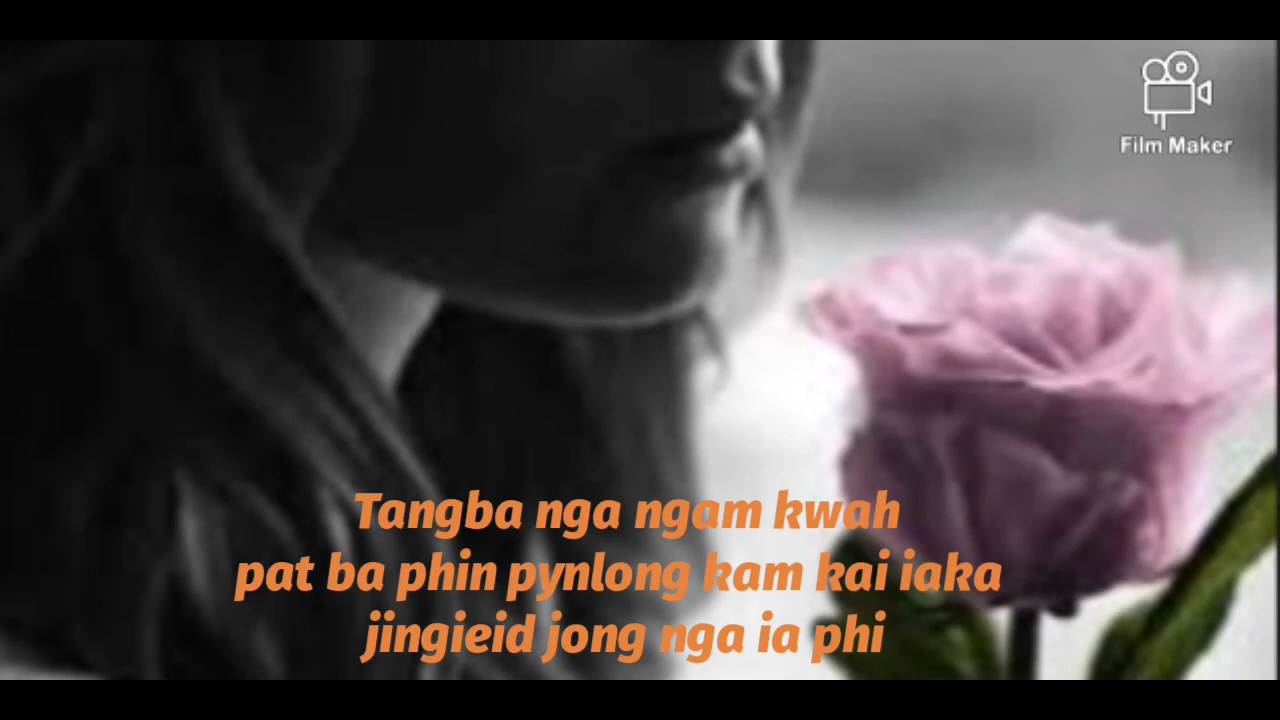 Film Maker
Tangba nga ngam kwah
pat ba phin pynlong kam kai iaka
jingieid jong nga ia phi